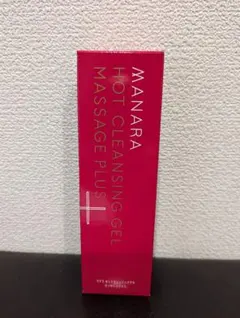 MANARA
HOT CLEANSING GEL
MASSAGE PLUS